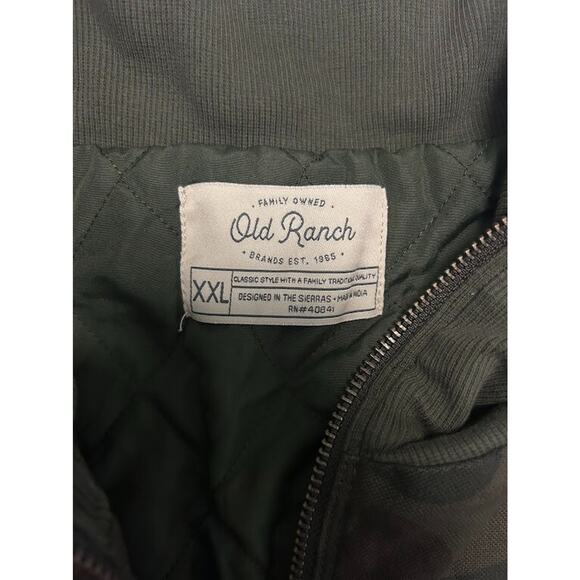 • FAMILY OWNED •
Old Ranch
• BRANDS EST. 1965 •
XXL
CLASSIC STYLE WITH A FAMILY TRADITION QUALITY
DESIGNED IN THE SIERRAS • MADE IN INDIA
RN#40841